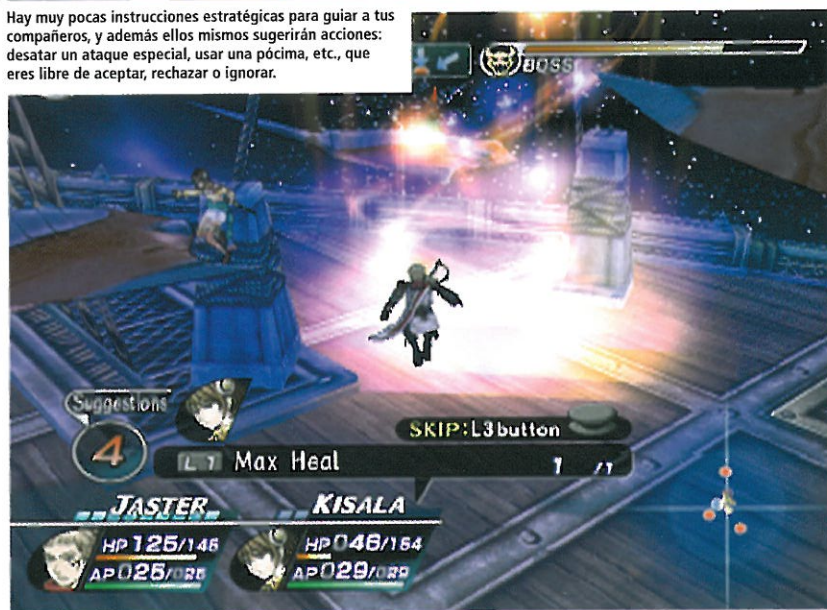 Hay muy pocas instrucciones estratégicas para guiar a tus
compañeros, y además ellos mismos sugerirán acciones:
desatar un ataque especial, usar una pócima, etc., que
eres libre de aceptar, rechazar o ignorar.
BOSS
Suggestions
4
SKIP:L3button
L1 Max Heal 1 /1
JASTER KISALA
HP 125/145 HP 046/164
AP 025/025 AP 029/029